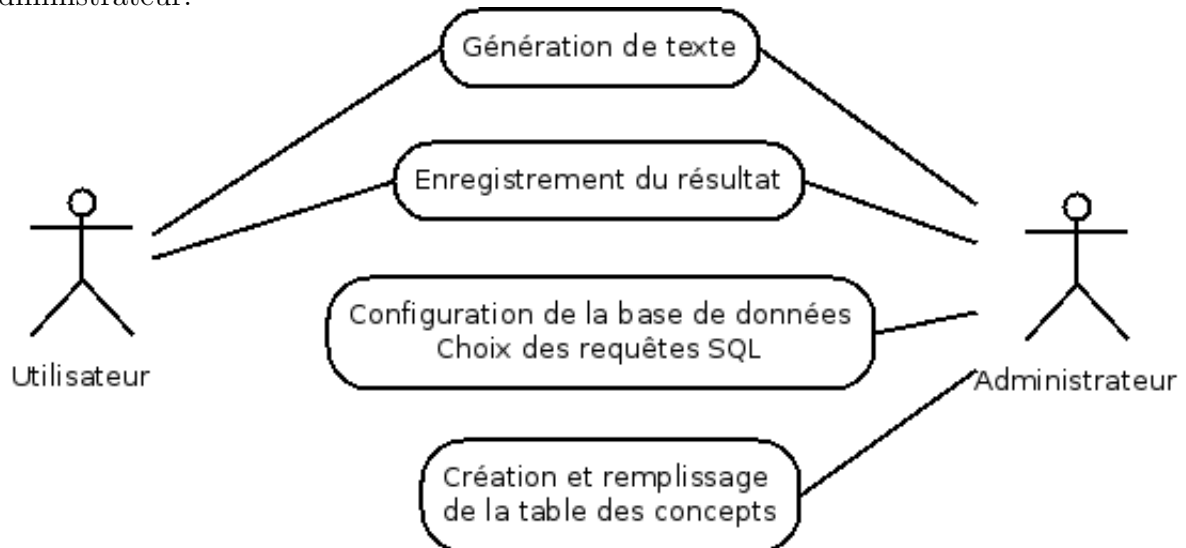 Génération de texte
Enregistrement du résultat
Configuration de la base de données
Choix des requêtes SQL
Utilisateur
Administrateur
Création et remplissage
de la table des concepts